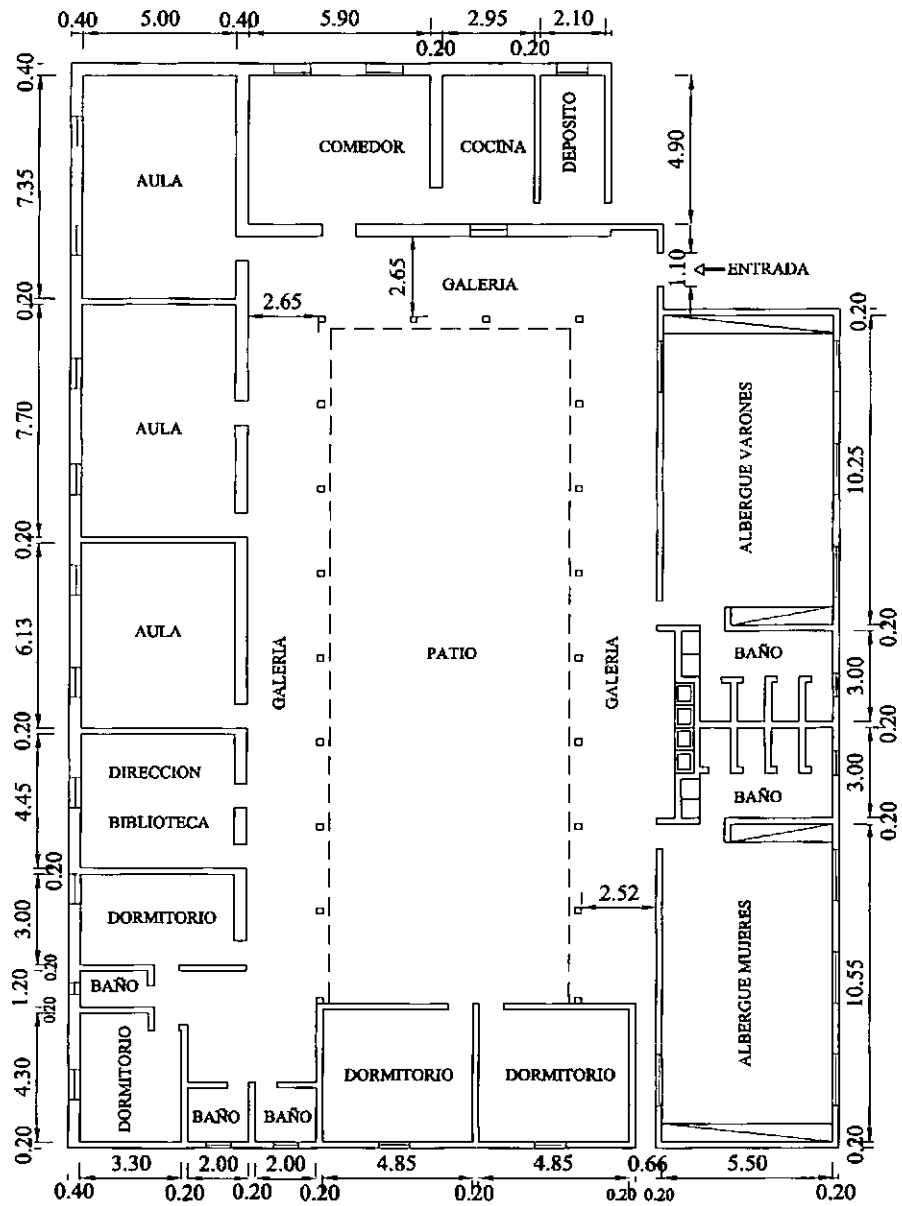 0.40 5.00 0.40 5.90 2.95 2.10
0.20 0.20
0.40
7.35
0.20
7.70
0.20
6.13
0.20
4.45
0.20
3.00
0.20
1.20
0.20
4.30
0.20
AULA
COMEDOR
COCINA
DEPOSITO
4.90
1.10
ENTRADA
2.65
GALERIA
2.65
0.20
AULA
ALBERGUE VARONES
10.25
AULA
GALERIA
PATIO
GALERIA
0.20
BAÑO
3.00
0.20
DIRECCION
BIBLIOTECA
BAÑO
3.00
0.20
DORMITORIO
2.52
BAÑO
ALBERGUE MUJERES
10.55
DORMITORIO
BAÑO
BAÑO
DORMITORIO
DORMITORIO
0.20
3.30 2.00 2.00 4.85 4.85 0.66 5.50
0.40 0.20 0.20 0.20 0.20 0.20 0.20 0.20